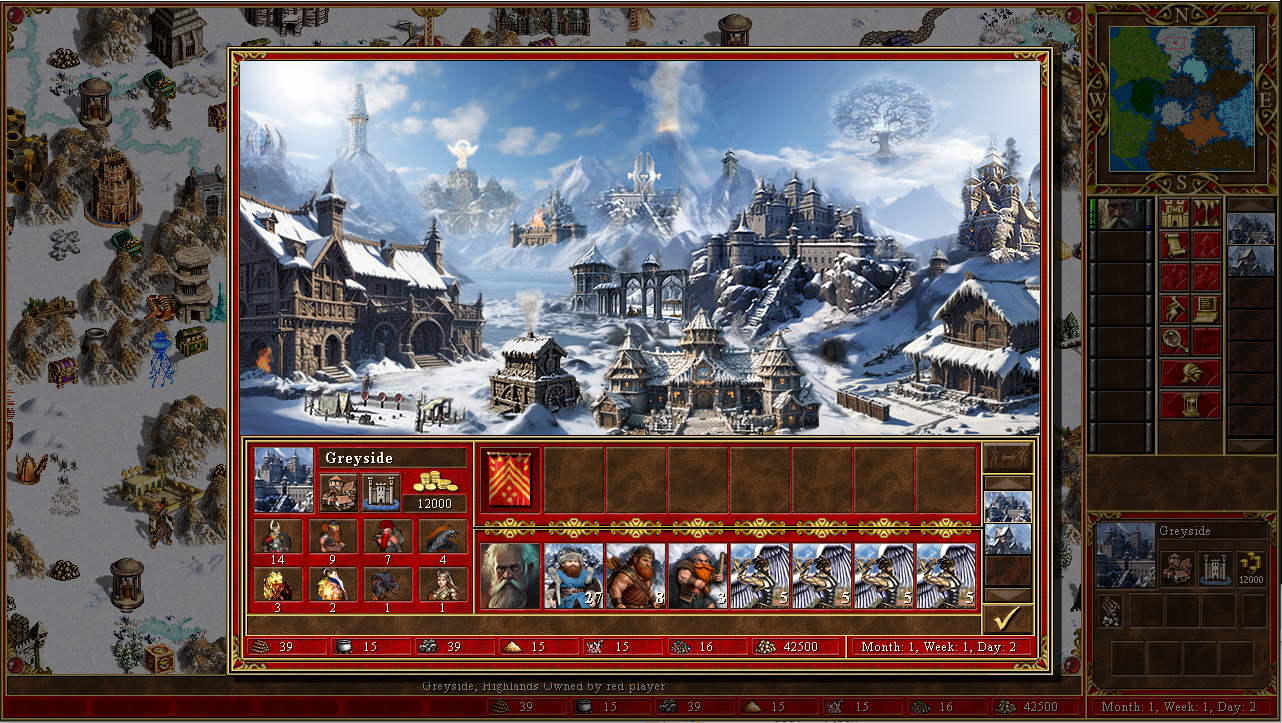 N
W
E
S
Greyside
12000
14 9 7 4
3 2 1 1
27 8 3 5 5 5 5
39 15 39 15 15 16 42500
Month: 1, Week: 1, Day: 2
Greyside
12000
Greyside, Highlands Owned by red player
39 15 39 15 15 16 42500
Month: 1, Week: 1, Day: 2